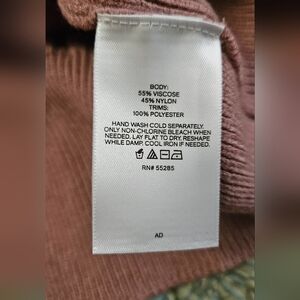 BODY:
55% VISCOSE
45% NYLON
TRIMS:
100% POLYESTER
HAND WASH COLD SEPARATELY.
ONLY NON-CHLORINE BLEACH WHEN
NEEDED. LAY FLAT TO DRY, RESHAPE
WHILE DAMP. COOL IRON IF NEEDED.
RN# 55285
AD